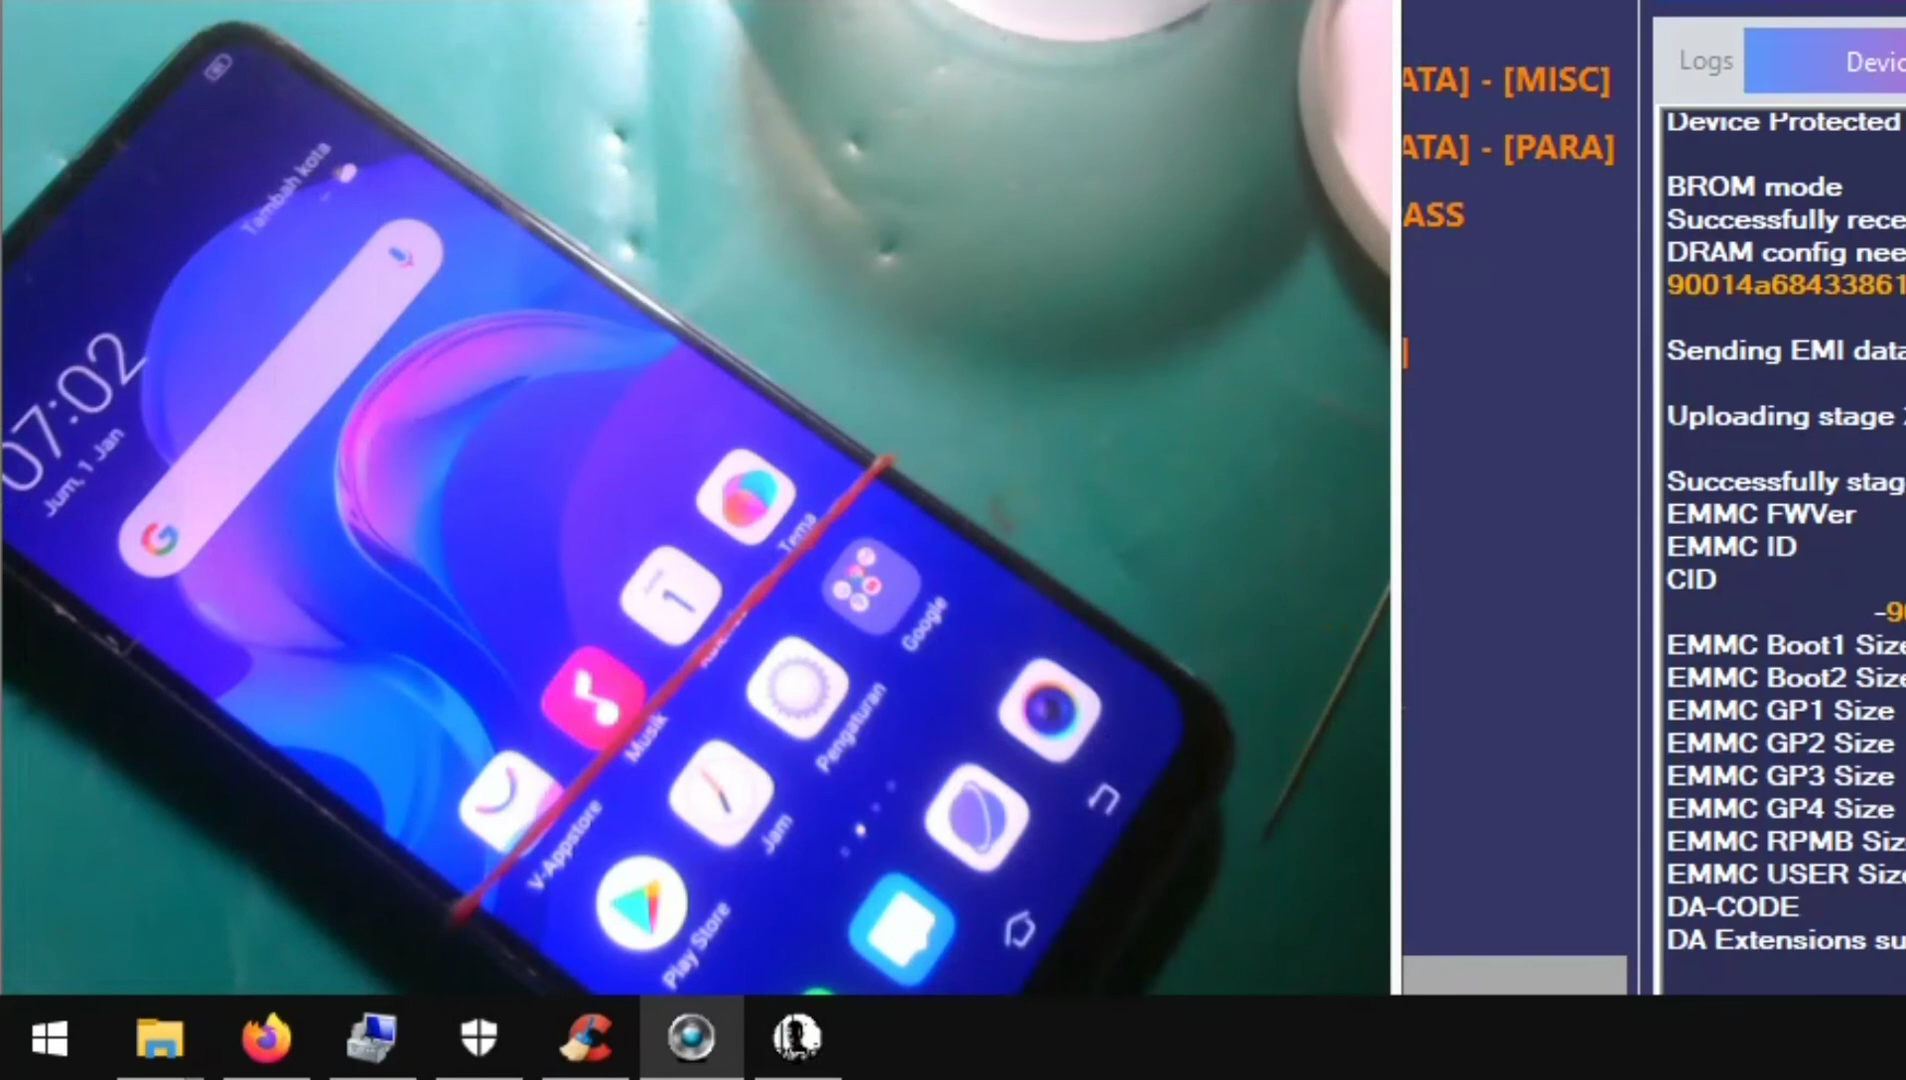 Tambah kota
07:02
Jum, 1 Jan
Tema
1
Musik
V-Appstore
Google
Pengaturan
Jam
Play Store
ATA] - [MISC]
ATA] - [PARA]
ASS
]
Logs
Devic
Device Protected
BROM mode
Successfully rece
DRAM config nee
90014a68433861
Sending EMI data
Uploading stage
Successfully stag
EMMC FWVer
EMMC ID
CID
-90
EMMC Boot1 Size
EMMC Boot2 Size
EMMC GP1 Size
EMMC GP2 Size
EMMC GP3 Size
EMMC GP4 Size
EMMC RPMB Siz
EMMC USER Size
DA-CODE
DA Extensions su